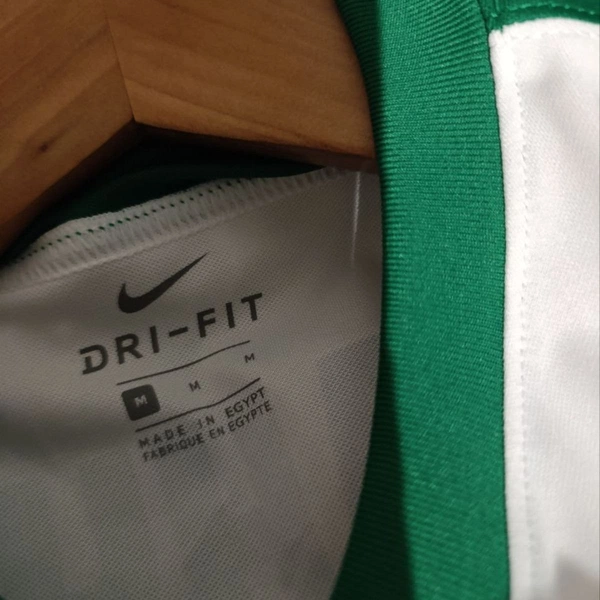 DRI-FIT
M M M
MADE IN EGYPT
FABRIQUE EN EGYPTE